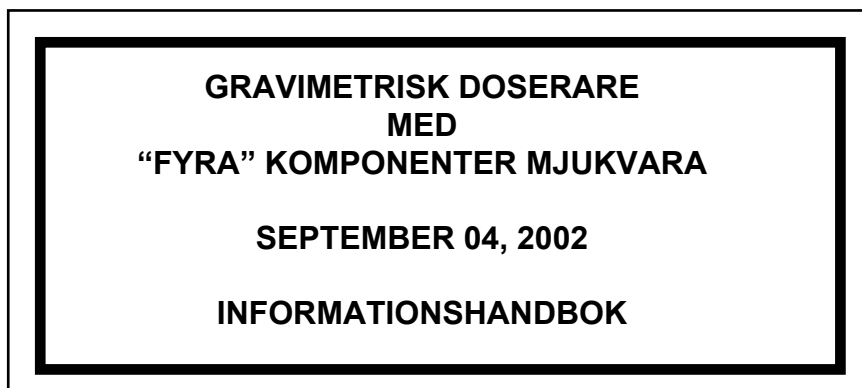 GRAVIMETRISK DOSERARE
MED
“FYRA” KOMPONENTER MJUKVARA
SEPTEMBER 04, 2002
INFORMATIONSHANDBOK